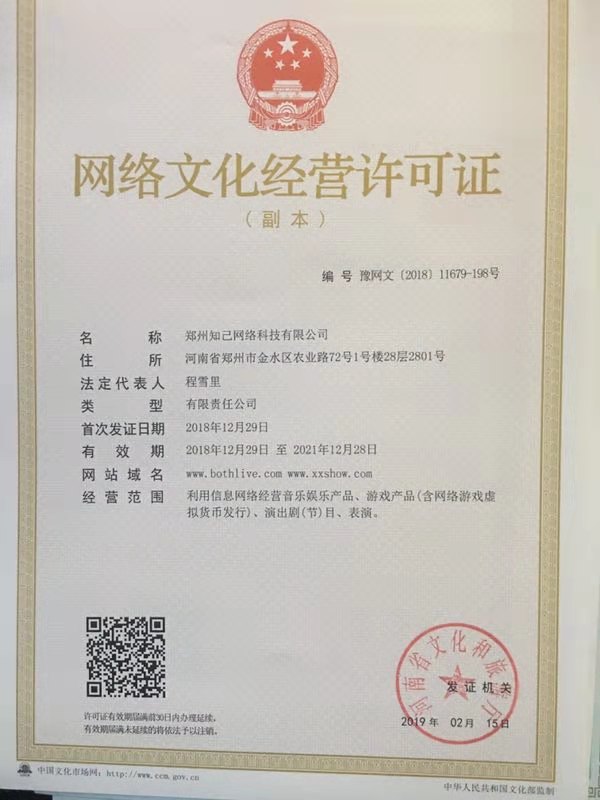 网络文化经营许可证
（副本）
编 号 豫网文〔2018〕11679-198号
名 称 郑州知己网络科技有限公司
住 所 河南省郑州市金水区农业路72号1号楼28层2801号
法定代表人 程雪里
类 型 有限责任公司
首次发证日期 2018年12月29日
有 效 期 2018年12月29日 至 2021年12月28日
网 站 域 名 www.bothlive.com www.xxshow.com
经 营 范 围 利用信息网络经营音乐娱乐产品、游戏产品(含网络游戏虚
拟货币发行)、演出剧(节)目、表演。
河南省文化和旅游厅
发 证 机 关
2019 年 02 月 15日
许可证有效期届满前30日内办理延续，
有效期届满未延续的将依法予以注销。
中国文化市场网：http://www.ccm.gov.cn
中华人民共和国文化部监制